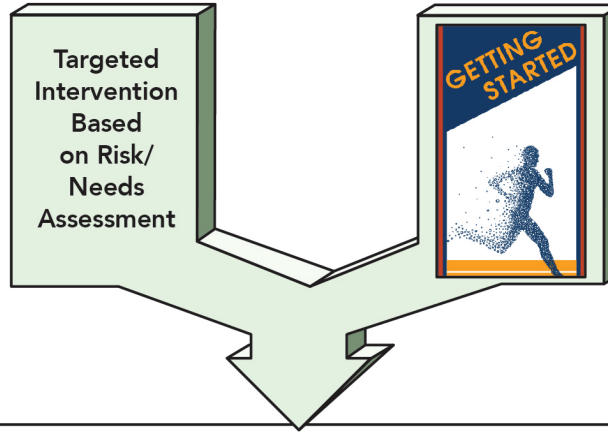 Targeted
Intervention
Based
on Risk/
Needs
Assessment
GETTING
STARTED